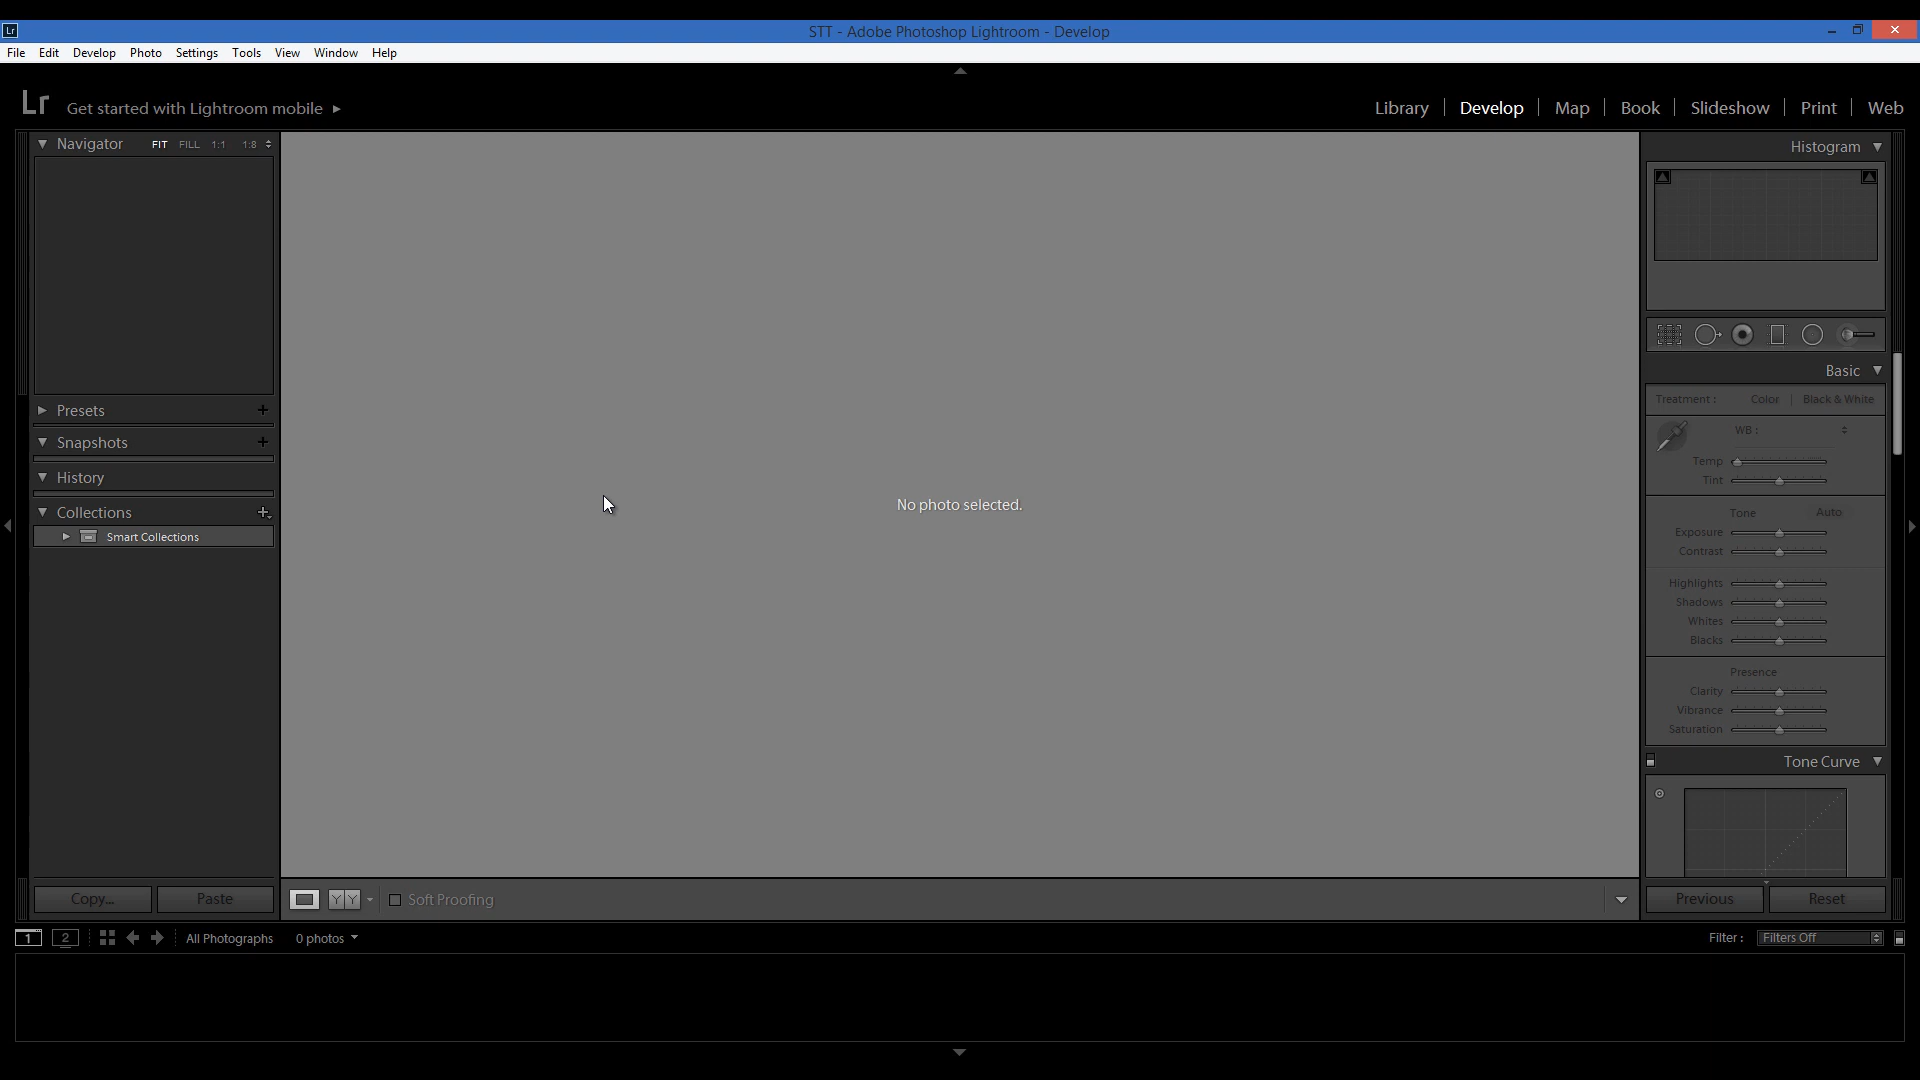 Lr
STT - Adobe Photoshop Lightroom - Develop
File Edit Develop Photo Settings Tools View Window Help
Lr Get started with Lightroom mobile
Library Develop Map Book Slideshow Print Web
Navigator FIT FILL 1:1 1:8
Presets
Snapshots
History
Collections
Smart Collections
Copy... Paste
No photo selected.
Y Y Soft Proofing
Histogram
Basic
Treatment : Color Black & White
WB :
Temp
Tint
Tone Auto
Exposure
Contrast
Highlights
Shadows
Whites
Blacks
Presence
Clarity
Vibrance
Saturation
Tone Curve
Previous Reset
1 2 All Photographs 0 photos Filter : Filters Off